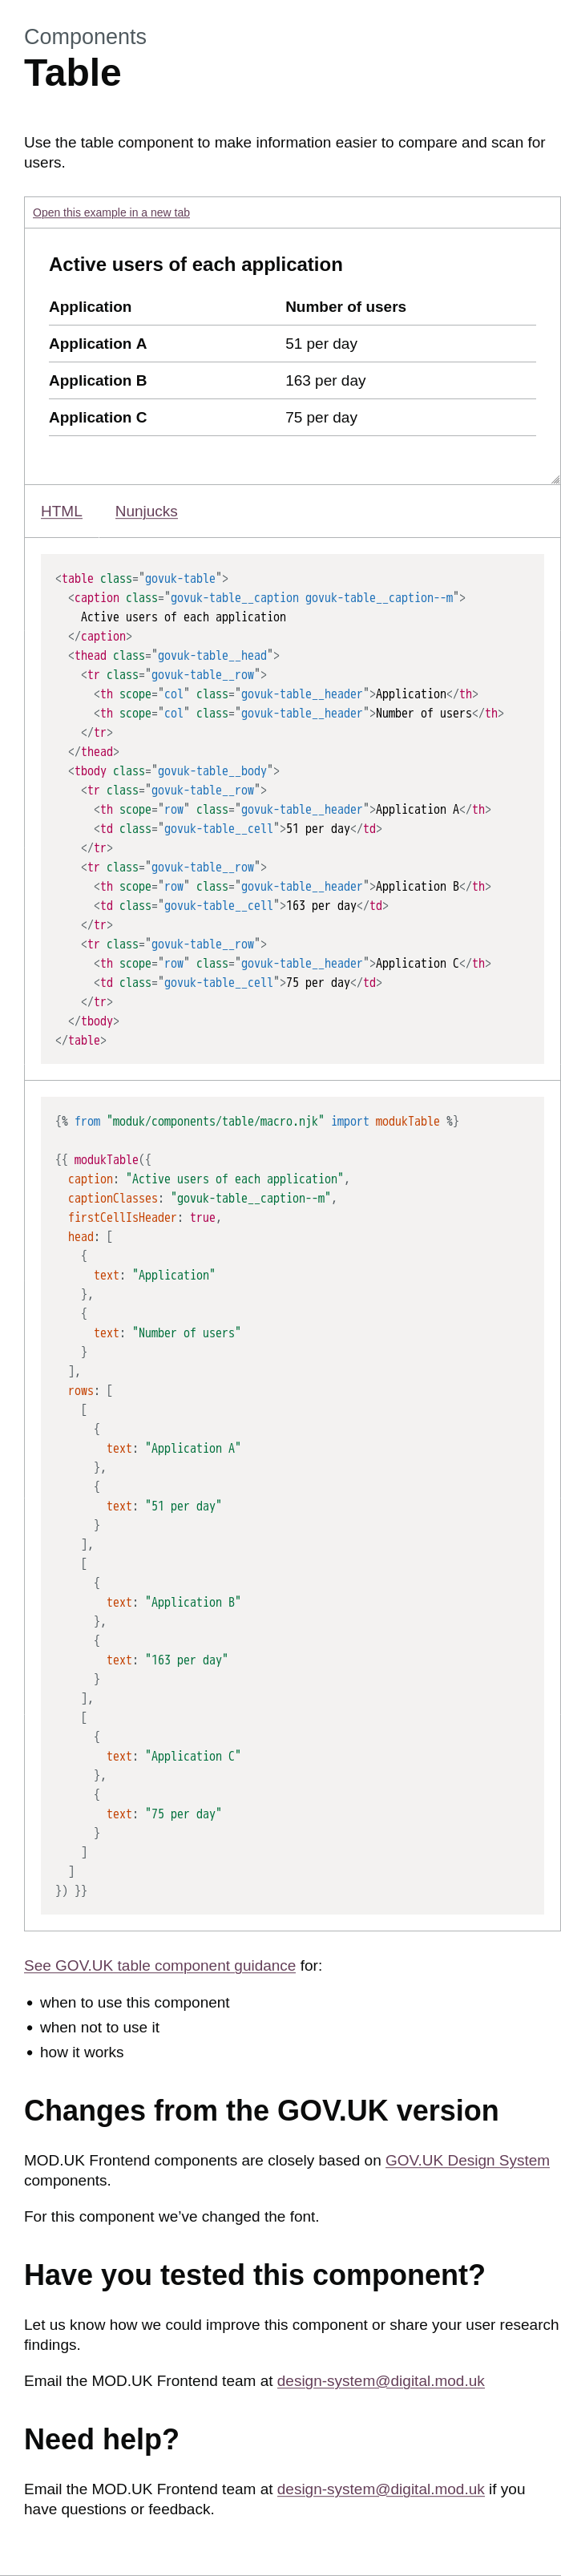 Components
Table
Use the table component to make information easier to compare and scan for
users.
Open this example in a new tab
Active users of each application
Application Number of users
Application A 51 per day
Application B 163 per day
Application C 75 per day
HTML Nunjucks
<table class="govuk-table">
  <caption class="govuk-table__caption govuk-table__caption--m">
    Active users of each application
  </caption>
  <thead class="govuk-table__head">
    <tr class="govuk-table__row">
      <th scope="col" class="govuk-table__header">Application</th>
      <th scope="col" class="govuk-table__header">Number of users</th>
    </tr>
  </thead>
  <tbody class="govuk-table__body">
    <tr class="govuk-table__row">
      <th scope="row" class="govuk-table__header">Application A</th>
      <td class="govuk-table__cell">51 per day</td>
    </tr>
    <tr class="govuk-table__row">
      <th scope="row" class="govuk-table__header">Application B</th>
      <td class="govuk-table__cell">163 per day</td>
    </tr>
    <tr class="govuk-table__row">
      <th scope="row" class="govuk-table__header">Application C</th>
      <td class="govuk-table__cell">75 per day</td>
    </tr>
  </tbody>
</table>
{% from "moduk/components/table/macro.njk" import modukTable %}
{{ modukTable({
  caption: "Active users of each application",
  captionClasses: "govuk-table__caption--m",
  firstCellIsHeader: true,
  head: [
    {
      text: "Application"
    },
    {
      text: "Number of users"
    }
  ],
  rows: [
    [
      {
        text: "Application A"
      },
      {
        text: "51 per day"
      }
    ],
    [
      {
        text: "Application B"
      },
      {
        text: "163 per day"
      }
    ],
    [
      {
        text: "Application C"
      },
      {
        text: "75 per day"
      }
    ]
  ]
}) }}
See GOV.UK table component guidance for:
• when to use this component
• when not to use it
• how it works
Changes from the GOV.UK version
MOD.UK Frontend components are closely based on GOV.UK Design System
components.
For this component we’ve changed the font.
Have you tested this component?
Let us know how we could improve this component or share your user research
findings.
Email the MOD.UK Frontend team at design-system@digital.mod.uk
Need help?
Email the MOD.UK Frontend team at design-system@digital.mod.uk if you
have questions or feedback.